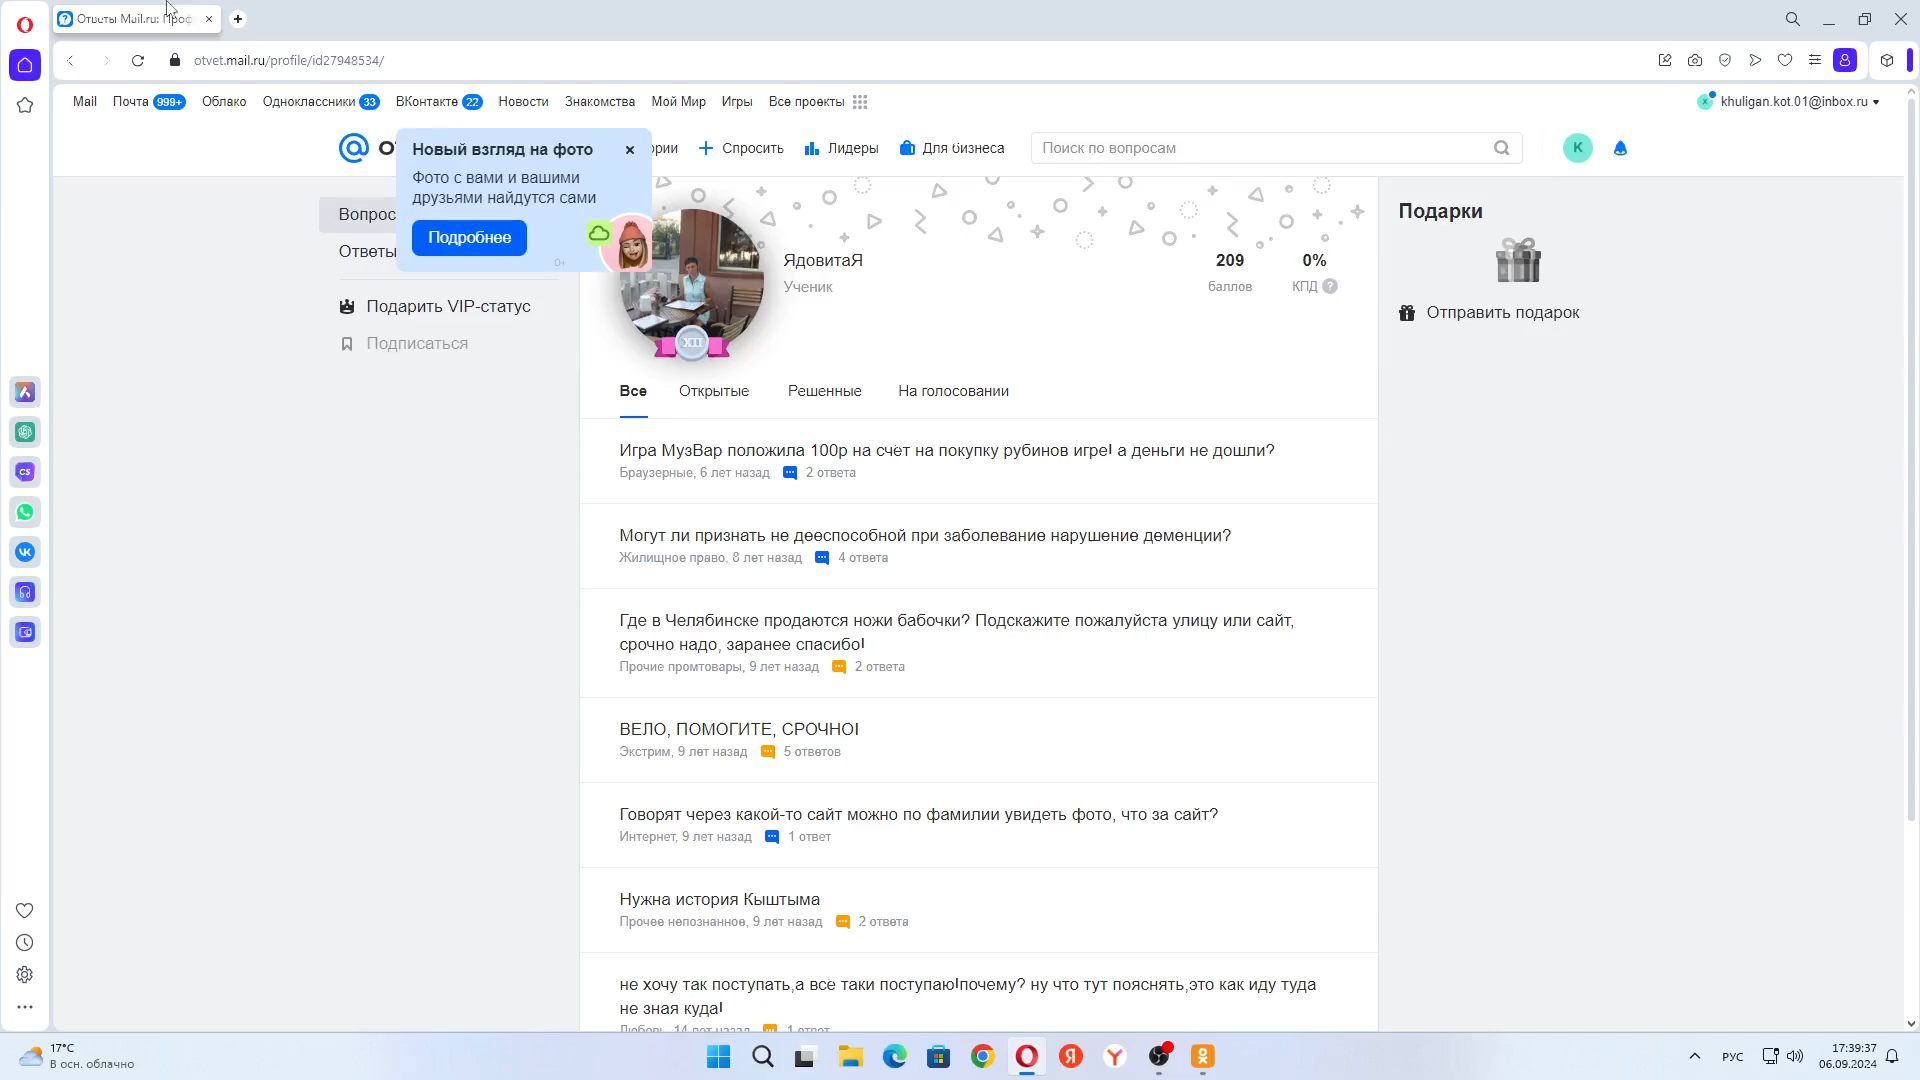 Ответы Mail.ru: Проф
otvet.mail.ru/profile/id27948534/
Mail Почта 999+ Облако Одноклассники 33 ВКонтакте 22 Новости Знакомства Мой Мир Игры Все проекты
khuligan.kot.01@inbox.ru
Новый взгляд на фото
Фото с вами и вашими
друзьями найдутся сами
Подробнее
0+
Спросить Лидеры Для бизнеса
Поиск по вопросам
K
Вопрос
Ответы
Подарить VIP-статус
Подписаться
ЯдовитаЯ
Ученик
XII
209
баллов
0%
КПД ?
Подарки
Отправить подарок
Все Открытые Решенные На голосовании
Игра МузВар положила 100р на счёт на покупку рубинов игре! а деньги не дошли?
Браузерные, 6 лет назад 2 ответа
Могут ли признать не дееспособной при заболевание нарушение деменции?
Жилищное право, 8 лет назад 4 ответа
Где в Челябинске продаются ножи бабочки? Подскажите пожалуйста улицу или сайт,
срочно надо, заранее спасибо!
Прочие промтовары, 9 лет назад 2 ответа
ВЕЛО, ПОМОГИТЕ, СРОЧНО!
Экстрим, 9 лет назад 5 ответов
Говорят через какой-то сайт можно по фамилии увидеть фото, что за сайт?
Интернет, 9 лет назад 1 ответ
Нужна история Кыштыма
Прочее непознанное, 9 лет назад 2 ответа
не хочу так поступать,а всё таки поступаю!почему? ну что тут пояснять,это как иду туда
не зная куда!
Любовь, 14 лет назад 1 ответ
17°C
В осн. облачно
РУС
17:39:37
06.09.2024